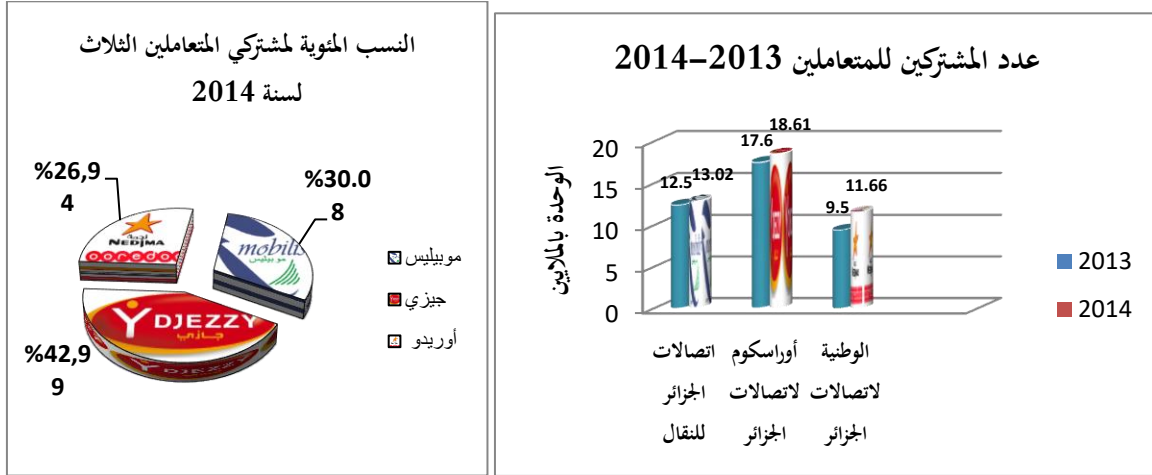 النسب المئوية لمشتركي المتعاملين الثلاث
لسنة 2014
%26,9
4
%30.0
8
%42,9
9
نجمة
NEDJMA
ooredoo
mobilis
موبيليس
DJEZZY
جازي
موبيليس
جيزي
أوريدو
عدد المشتركين للمتعاملين 2013–2014
الوحدة بالملايين
20
15
10
5
0
12.5
13.02
17.6
18.61
9.5
11.66
اتصالات
الجزائر
للنقال
أوراسكوم
لاتصالات
الجزائر
الوطنية
لاتصالات
الجزائر
2013
2014